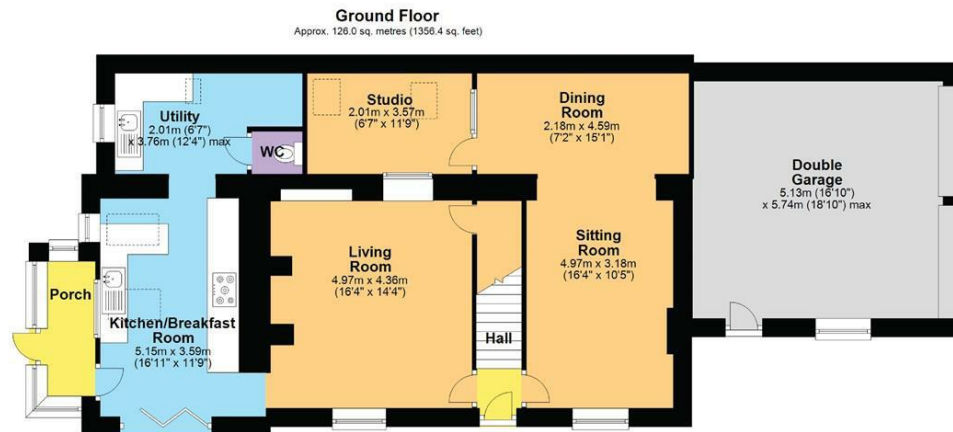 Ground Floor
Approx. 126.0 sq. metres (1356.4 sq. feet)
Utility
2.01m (6'7")
x 3.76m (12'4") max
WC
Studio
2.01m x 3.57m
(6'7" x 11'9")
Dining
Room
2.18m x 4.59m
(7'2" x 15'1")
Double
Garage
5.13m (16'10")
x 5.74m (18'10") max
Living
Room
4.97m x 4.36m
(16'4" x 14'4")
Sitting
Room
4.97m x 3.18m
(16'4" x 10'5")
Porch
Kitchen/Breakfast
Room
5.15m x 3.59m
(16'11" x 11'9")
Hall